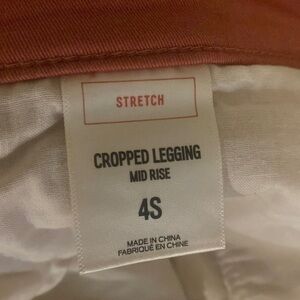 STRETCH
CROPPED LEGGING
MID RISE
4S
MADE IN CHINA
FABRIQUÉ EN CHINE